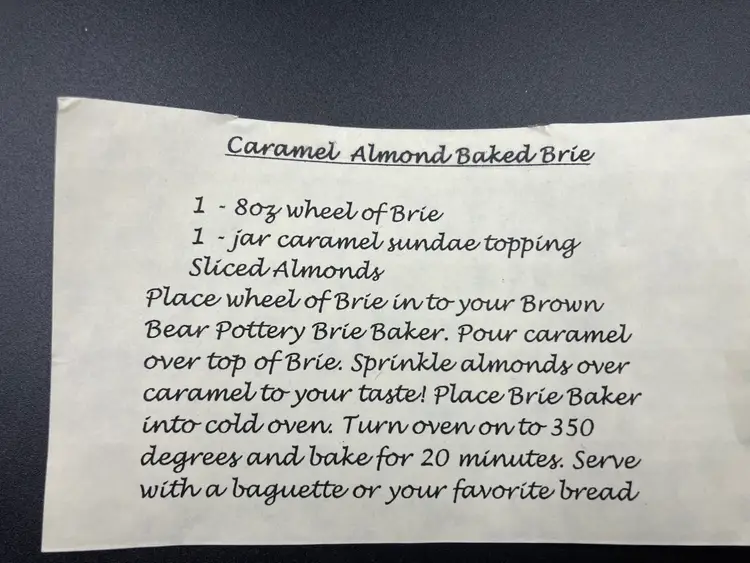 Caramel Almond Baked Brie
1 - 8oz wheel of Brie
1 - jar caramel sundae topping
Sliced Almonds
Place wheel of Brie in to your Brown
Bear Pottery Brie Baker. Pour caramel
over top of Brie. Sprinkle almonds over
caramel to your taste! Place Brie Baker
into cold oven. Turn oven on to 350
degrees and bake for 20 minutes. Serve
with a baguette or your favorite bread